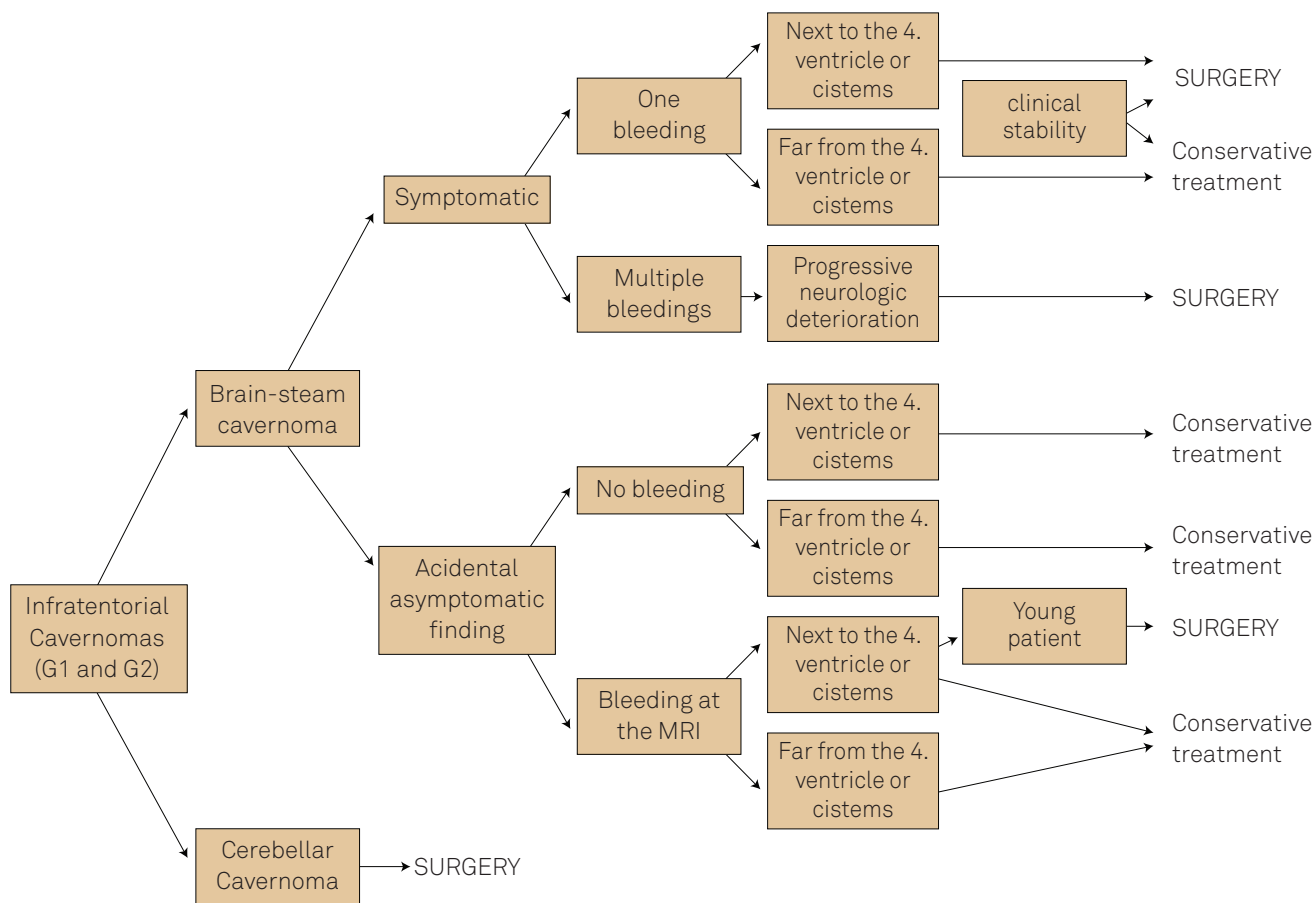 Next to the 4.
ventricle or
cistems
One
bleeding
clinical
stability
SURGERY
Far from the 4.
ventricle or
cistems
Conservative
treatment
Symptomatic
Multiple
bleedings
Progressive
neurologic
deterioration
SURGERY
Brain-steam
cavernoma
Next to the 4.
ventricle or
cistems
Conservative
treatment
No bleeding
Far from the 4.
ventricle or
cistems
Conservative
treatment
Acidental
asymptomatic
finding
Infratentorial
Cavernomas
(G1 and G2)
Next to the 4.
ventricle or
cistems
Young
patient
SURGERY
Bleeding at
the MRI
Far from the 4.
ventricle or
cistems
Conservative
treatment
Cerebellar
Cavernoma
SURGERY